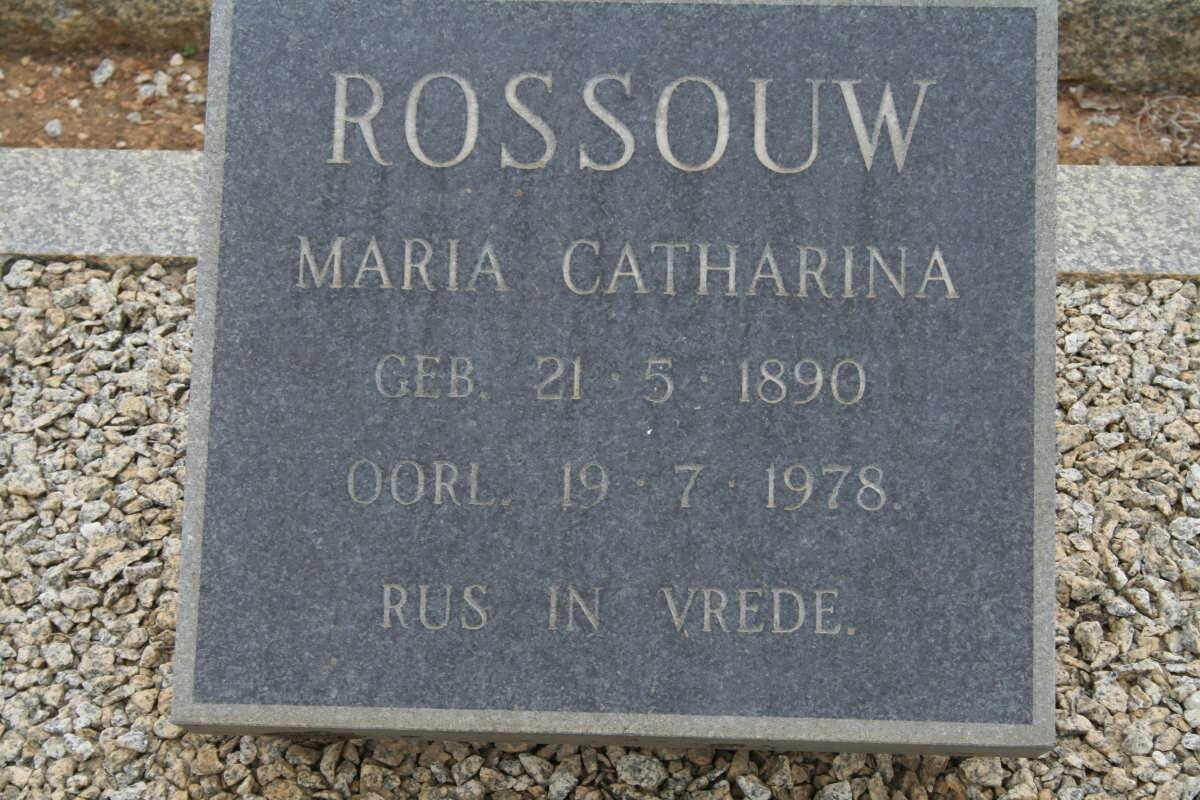 ROSSOUW
MARIA CATHARINA
GEB. 21 · 5 · 1890
OORL. 19 · 7 · 1978.
RUS IN VREDE.